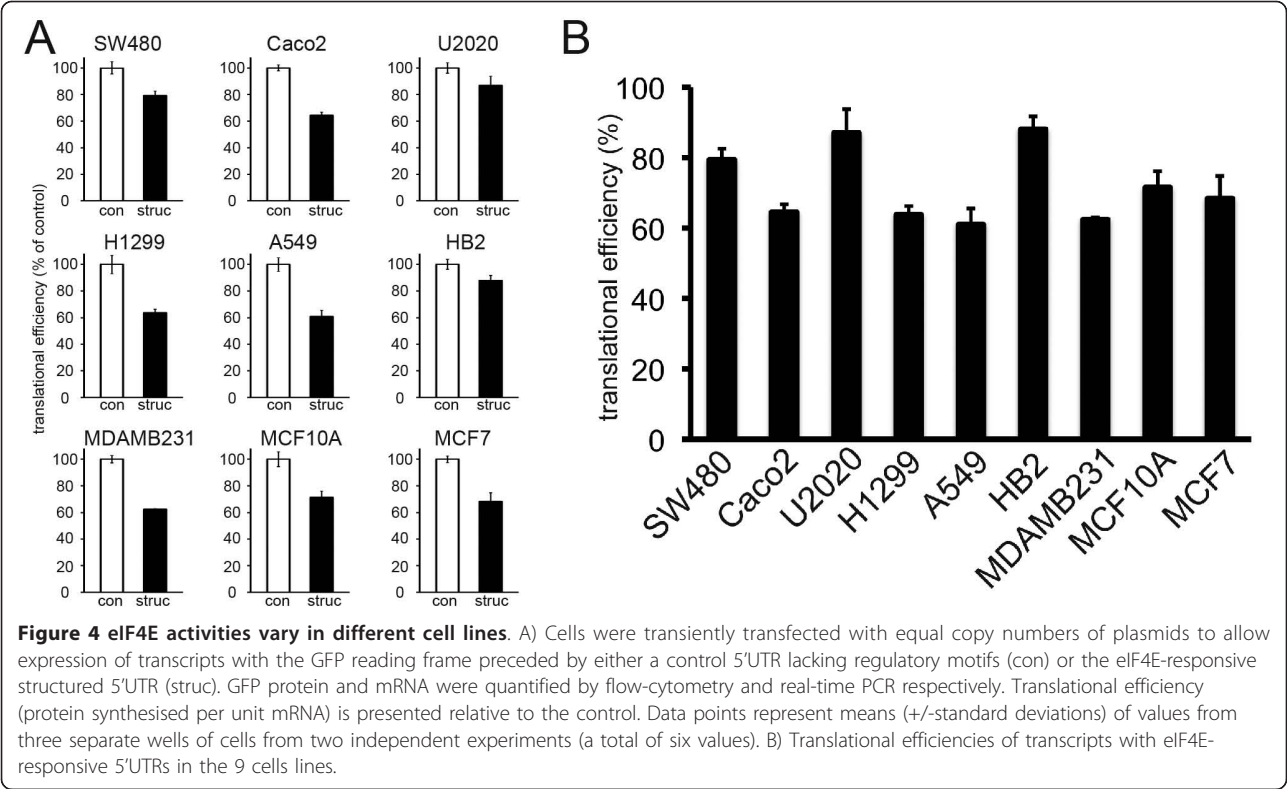 A
B
SW480
Caco2
U2020
100
80
60
40
20
0
con struc
100
80
60
40
20
0
con struc
100
80
60
40
20
0
con struc
translational efficiency (% of control)
H1299
A549
HB2
100
80
60
40
20
0
con struc
100
80
60
40
20
0
con struc
100
80
60
40
20
0
con struc
MDAMB231
MCF10A
MCF7
100
80
60
40
20
0
con struc
100
80
60
40
20
0
con struc
100
80
60
40
20
0
con struc
translational efficiency (%)
100
80
60
40
20
0
SW480
Caco2
U2020
H1299
A549
HB2
MDAMB231
MCF10A
MCF7
Figure 4 eIF4E activities vary in different cell lines. A) Cells were transiently transfected with equal copy numbers of plasmids to allow
expression of transcripts with the GFP reading frame preceded by either a control 5'UTR lacking regulatory motifs (con) or the eIF4E-responsive
structured 5'UTR (struc). GFP protein and mRNA were quantified by flow-cytometry and real-time PCR respectively. Translational efficiency
(protein synthesised per unit mRNA) is presented relative to the control. Data points represent means (+/-standard deviations) of values from
three separate wells of cells from two independent experiments (a total of six values). B) Translational efficiencies of transcripts with eIF4E-
responsive 5'UTRs in the 9 cells lines.